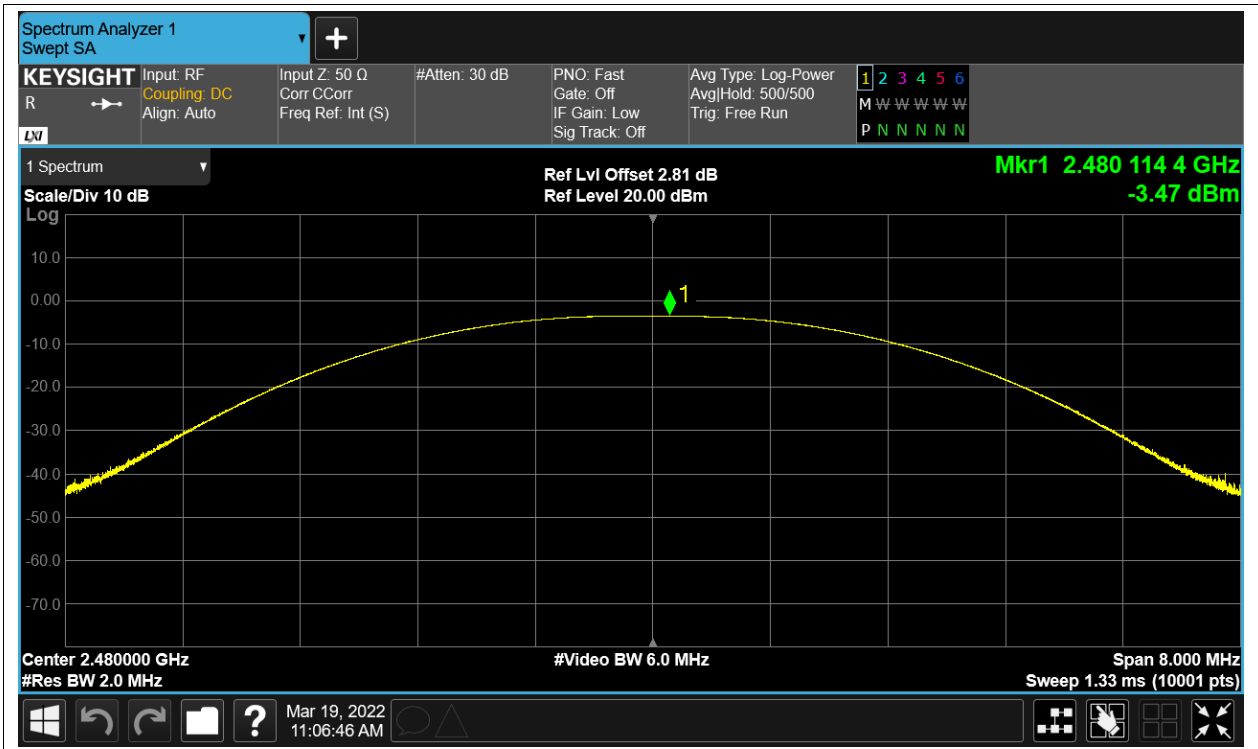 Spectrum Analyzer 1
Swept SA
KEYSIGHT
R
LXI
Input: RF
Coupling: DC
Align: Auto
Input Z: 50 Ω
Corr CCorr
Freq Ref: Int (S)
#Atten: 30 dB
PNO: Fast
Gate: Off
IF Gain: Low
Sig Track: Off
Avg Type: Log-Power
Avg|Hold: 500/500
Trig: Free Run
1 2 3 4 5 6
M W W W W W
P N N N N N
1 Spectrum
Scale/Div 10 dB
Log
Ref Lvl Offset 2.81 dB
Ref Level 20.00 dBm
Mkr1 2.480 114 4 GHz
-3.47 dBm
10.0
0.00
-10.0
-20.0
-30.0
-40.0
-50.0
-60.0
-70.0
1
Center 2.480000 GHz
#Res BW 2.0 MHz
#Video BW 6.0 MHz
Span 8.000 MHz
Sweep 1.33 ms (10001 pts)
?
Mar 19, 2022
11:06:46 AM